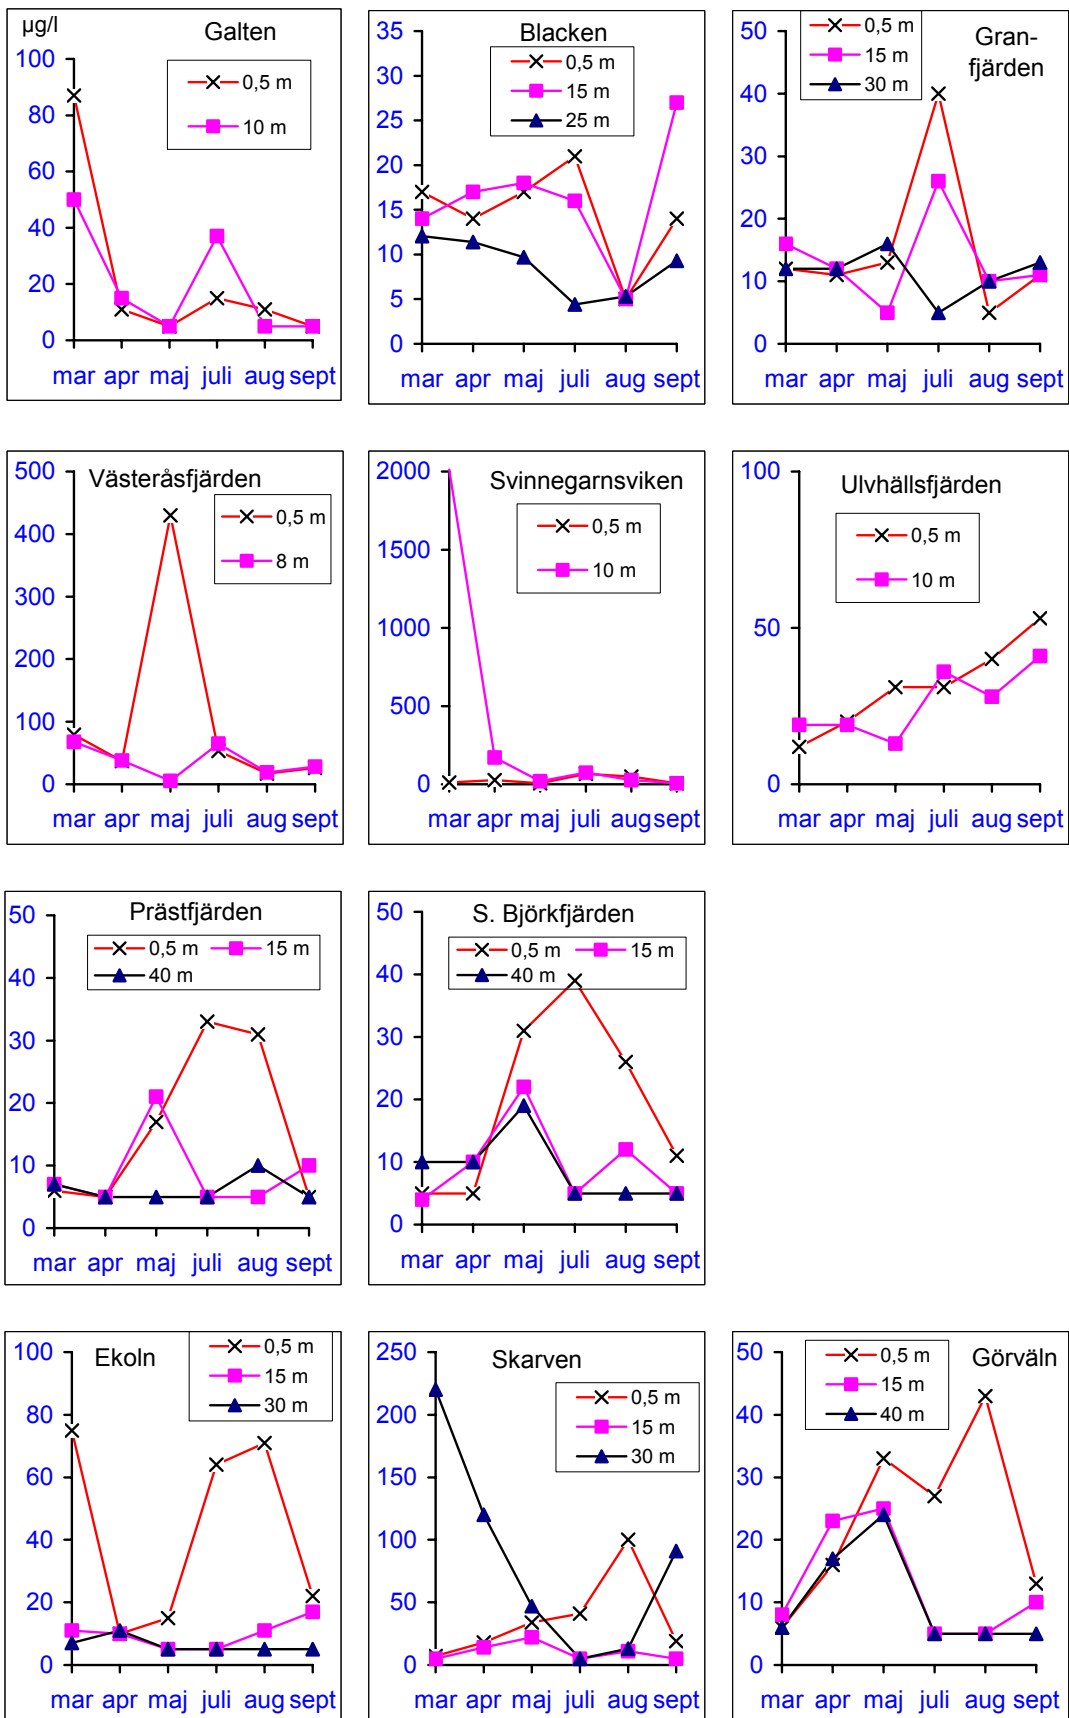 µg/l
Galten
100
80
60
40
20
0
0,5 m
10 m
mar apr maj juli aug sept
Blacken
35
30
25
20
15
10
5
0
0,5 m
15 m
25 m
mar apr maj juli aug sept
Gran-
fjärden
50
40
30
20
10
0
0,5 m
15 m
30 m
mar apr maj juli aug sept
Västeråsfjärden
500
400
300
200
100
0
0,5 m
8 m
mar apr maj juli aug sept
Svinnegarnsviken
2000
1500
1000
500
0
0,5 m
10 m
mar apr maj juli aug sept
Ulvhällsfjärden
100
50
0
0,5 m
10 m
mar apr maj juli aug sept
Prästfjärden
50
40
30
20
10
0
0,5 m 15 m
40 m
mar apr maj juli aug sept
S. Björkfjärden
50
40
30
20
10
0
0,5 m 15 m
40 m
mar apr maj juli aug sept
Ekoln
100
80
60
40
20
0
0,5 m
15 m
30 m
mar apr maj juli aug sept
Skarven
250
200
150
100
50
0
0,5 m
15 m
30 m
mar apr maj juli aug sept
Görväln
50
40
30
20
10
0
0,5 m
15 m
40 m
mar apr maj juli aug sept